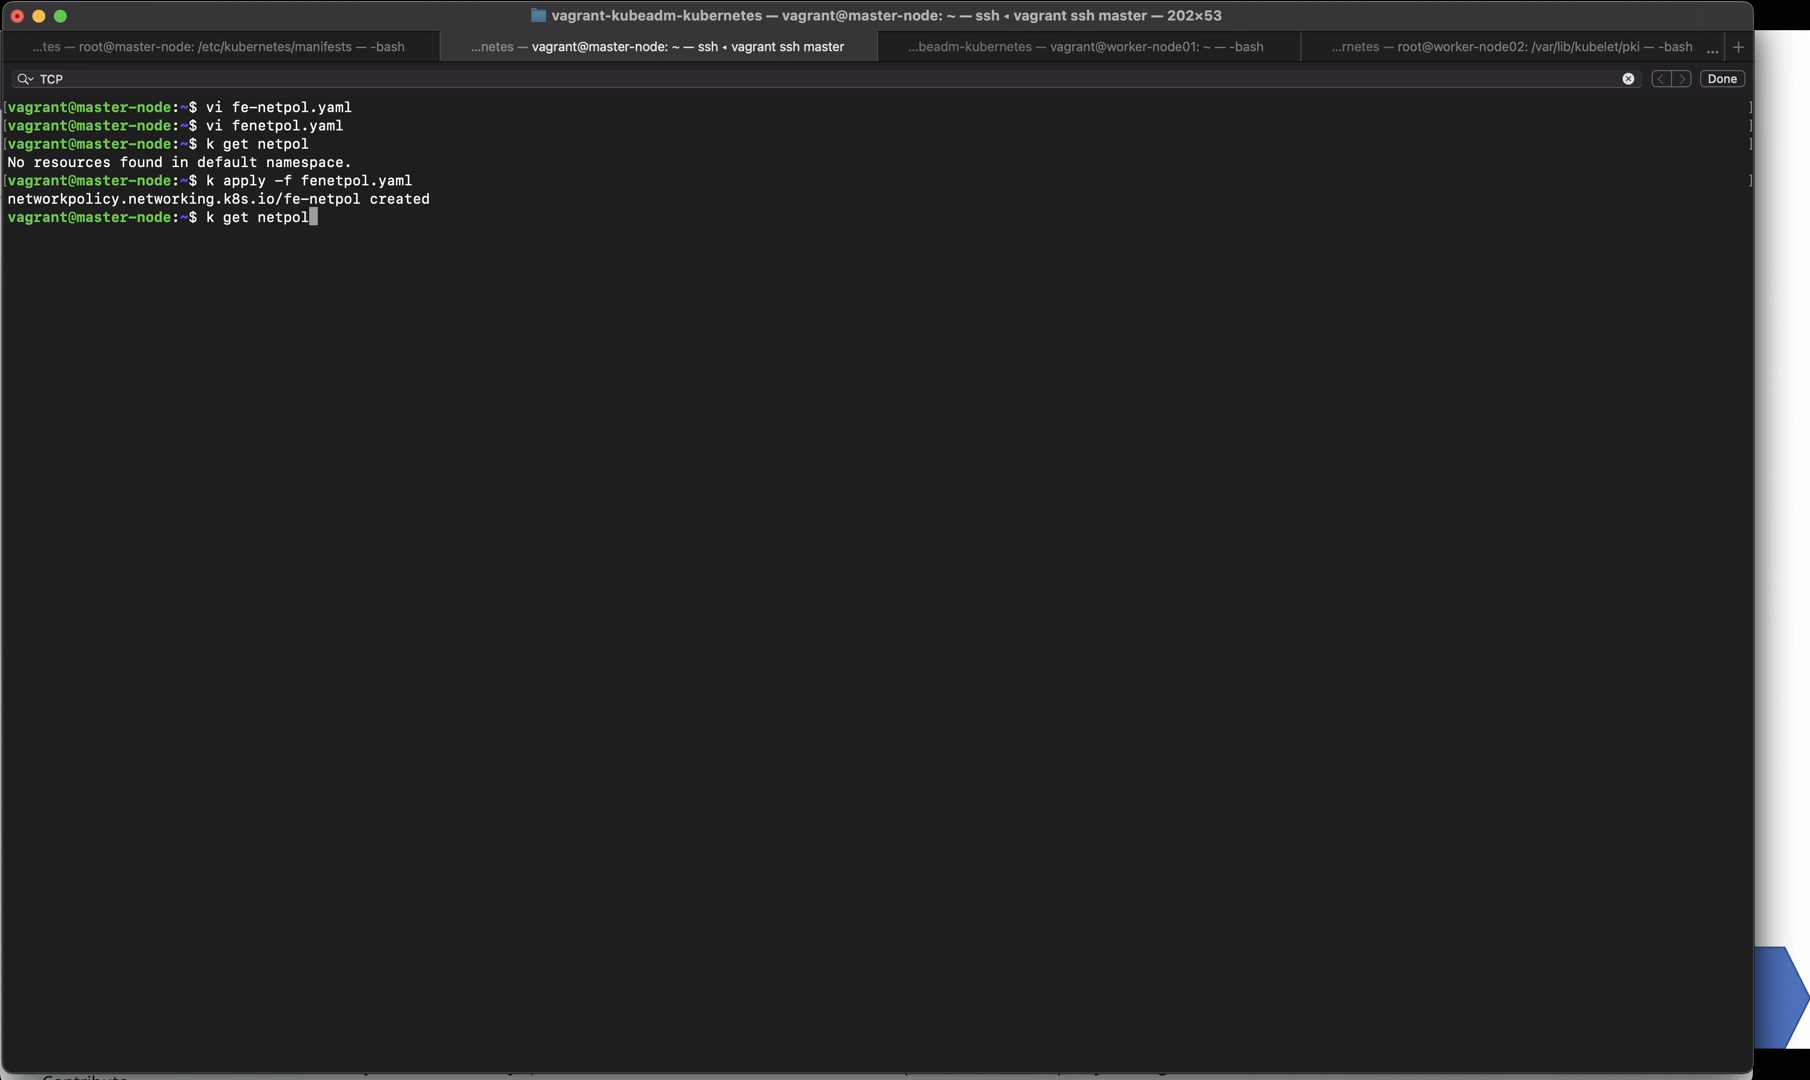 vagrant-kubeadm-kubernetes — vagrant@master-node: ~ — ssh ◂ vagrant ssh master — 202×53
...tes — root@master-node: /etc/kubernetes/manifests — -bash
...netes — vagrant@master-node: ~ — ssh ◂ vagrant ssh master
...beadm-kubernetes — vagrant@worker-node01: ~ — -bash
...rnetes — root@worker-node02: /var/lib/kubelet/pki — -bash
...
TCP
Done
[vagrant@master-node:~$ vi fe-netpol.yaml ]
[vagrant@master-node:~$ vi fenetpol.yaml ]
[vagrant@master-node:~$ k get netpol ]
No resources found in default namespace.
[vagrant@master-node:~$ k apply -f fenetpol.yaml ]
networkpolicy.networking.k8s.io/fe-netpol created
vagrant@master-node:~$ k get netpol